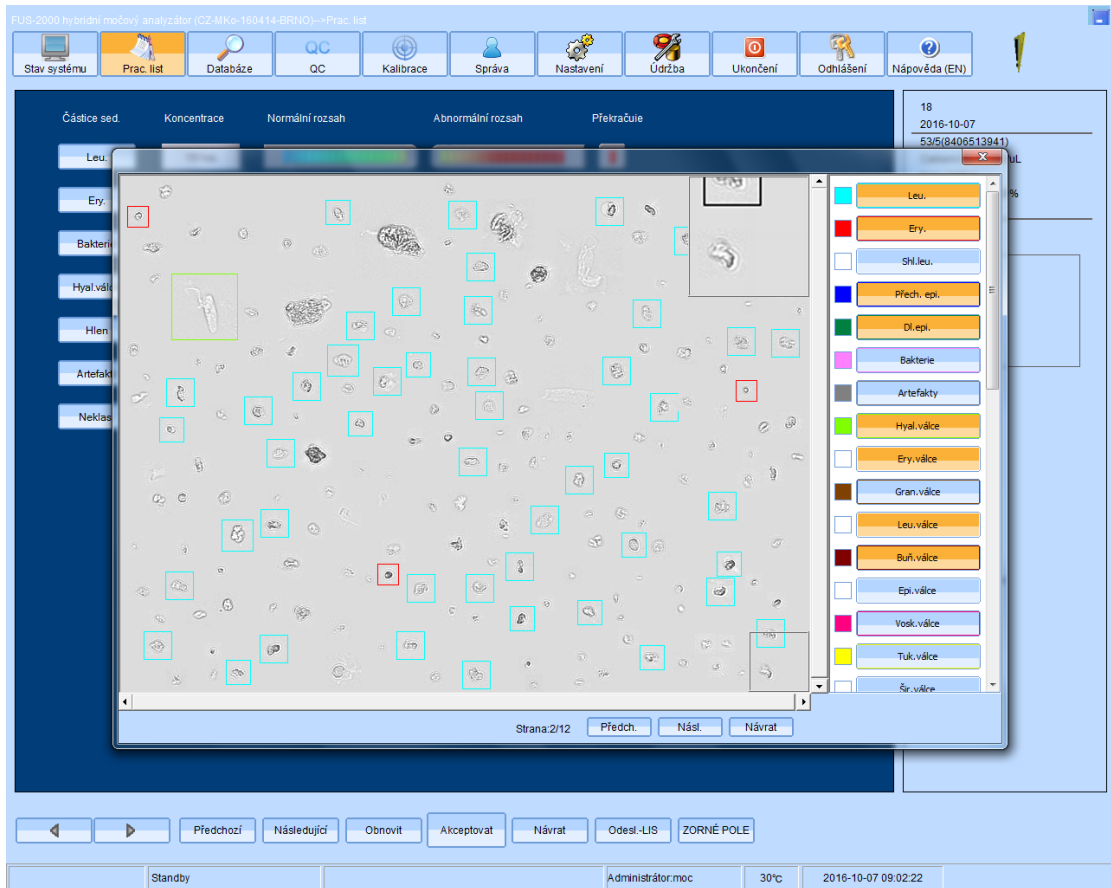 FUS-2000 hybridní močový analyzátor (CZ-MKo-160414-BRNO)-->Prac. list
Stav systému
Prac. list
Databáze
QC
QC
Kalibrace
Správa
Nastavení
Údržba
Ukončení
Odhlášení
Nápověda (EN)
Částice sed.
Koncentrace
Normální rozsah
Abnormální rozsah
Překračuie
18
2016-10-07
53/5(8406513941)
uL
%
Leu.
Ery.
Bakterie
Hyal.válc
Hlen
Artefakt
Neklas
Leu.
Ery.
Shl.leu.
Přech. epi.
Dl.epi.
Bakterie
Artefakty
Hyal.válce
Ery.válce
Gran.válce
Leu.válce
Buň.válce
Epi.válce
Vosk.válce
Tuk.válce
Šir.válce
Strana:2/12
Předch.
Násl.
Návrat
Předchozí
Následující
Obnovit
Akceptovat
Návrat
Odesl.-LIS
ZORNÉ POLE
Standby
Administrátor:moc
30°C
2016-10-07 09:02:22